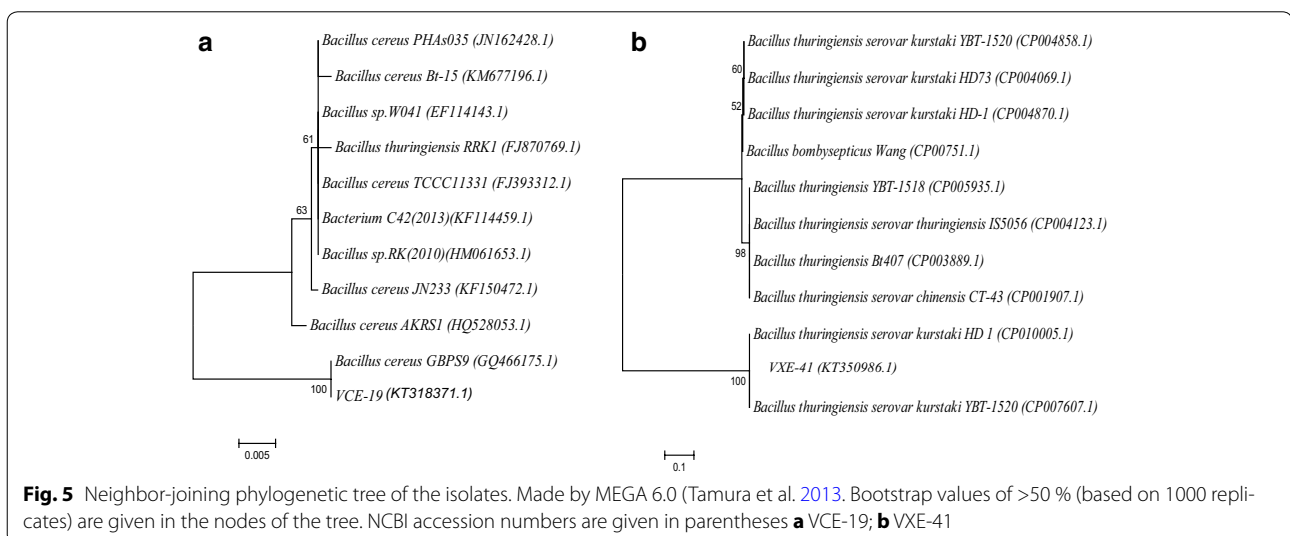 a
Bacillus cereus PHAs035 (JN162428.1)
Bacillus cereus Bt-15 (KM677196.1)
Bacillus sp.W041 (EF114143.1)
61
Bacillus thuringiensis RRK1 (FJ870769.1)
Bacillus cereus TCCC11331 (FJ393312.1)
63
Bacterium C42(2013)(KF114459.1)
Bacillus sp.RK(2010)(HM061653.1)
Bacillus cereus JN233 (KF150472.1)
Bacillus cereus AKRS1 (HQ528053.1)
Bacillus cereus GBPS9 (GQ466175.1)
100
VCE-19 (KT318371.1)
0.005
b
Bacillus thuringiensis serovar kurstaki YBT-1520 (CP004858.1)
60
Bacillus thuringiensis serovar kurstaki HD73 (CP004069.1)
52
Bacillus thuringiensis serovar kurstaki HD-1 (CP004870.1)
Bacillus bombysepticus Wang (CP00751.1)
Bacillus thuringiensis YBT-1518 (CP005935.1)
Bacillus thuringiensis serovar thuringiensis IS5056 (CP004123.1)
98
Bacillus thuringiensis Bt407 (CP003889.1)
Bacillus thuringiensis serovar chinensis CT-43 (CP001907.1)
Bacillus thuringiensis serovar kurstaki HD 1 (CP010005.1)
VXE-41 (KT350986.1)
100
Bacillus thuringiensis serovar kurstaki YBT-1520 (CP007607.1)
0.1
Fig. 5 Neighbor-joining phylogenetic tree of the isolates. Made by MEGA 6.0 (Tamura et al. 2013. Bootstrap values of >50 % (based on 1000 repli-
cates) are given in the nodes of the tree. NCBI accession numbers are given in parentheses a VCE-19; b VXE-41